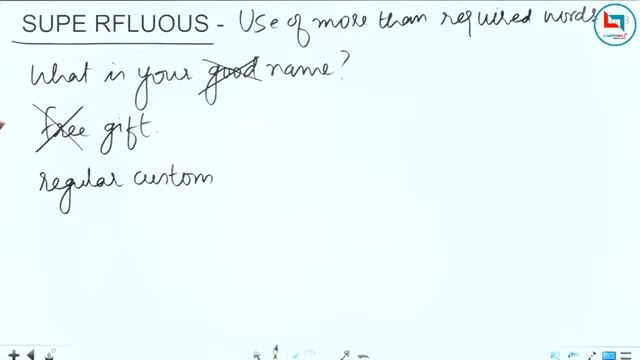 SUPE RFLUOUS - Use of more than required words
What is your good name?
free gift.
regular custom